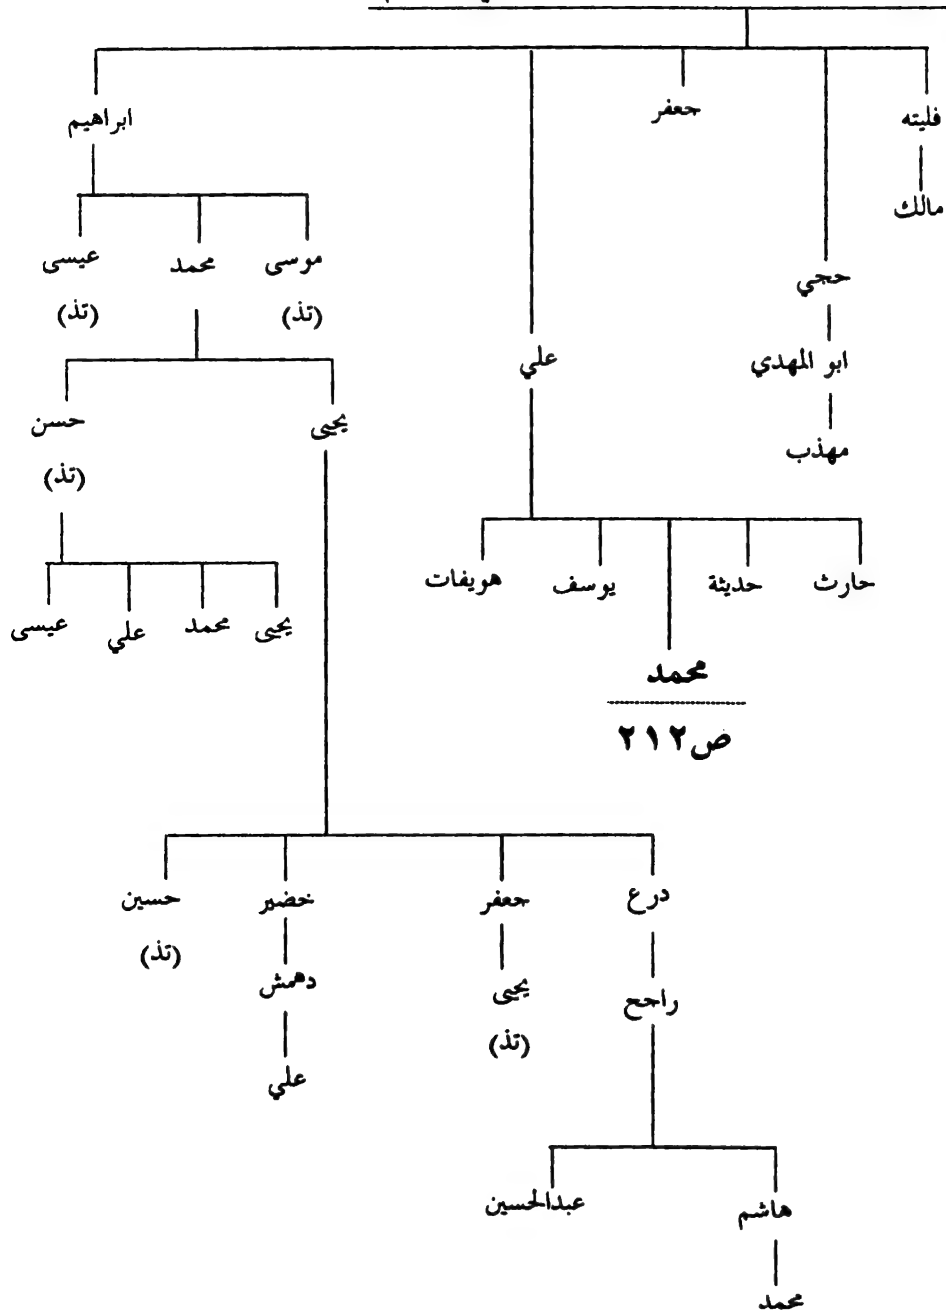 فليته
مالك
حجي
ابو المهدي
مهذب
جعفر
علي
حارث
حديثة
محمد
ص٢١٢
يوسف
هويفات
ابراهيم
موسى
(تذ)
محمد
عيسى
(تذ)
يحيى
حسن
(تذ)
يحيى
محمد
علي
عيسى
درع
راجح
هاشم
محمد
عبدالحسين
جعفر
يحيى
(تذ)
خضير
دهمش
علي
حسين
(تذ)